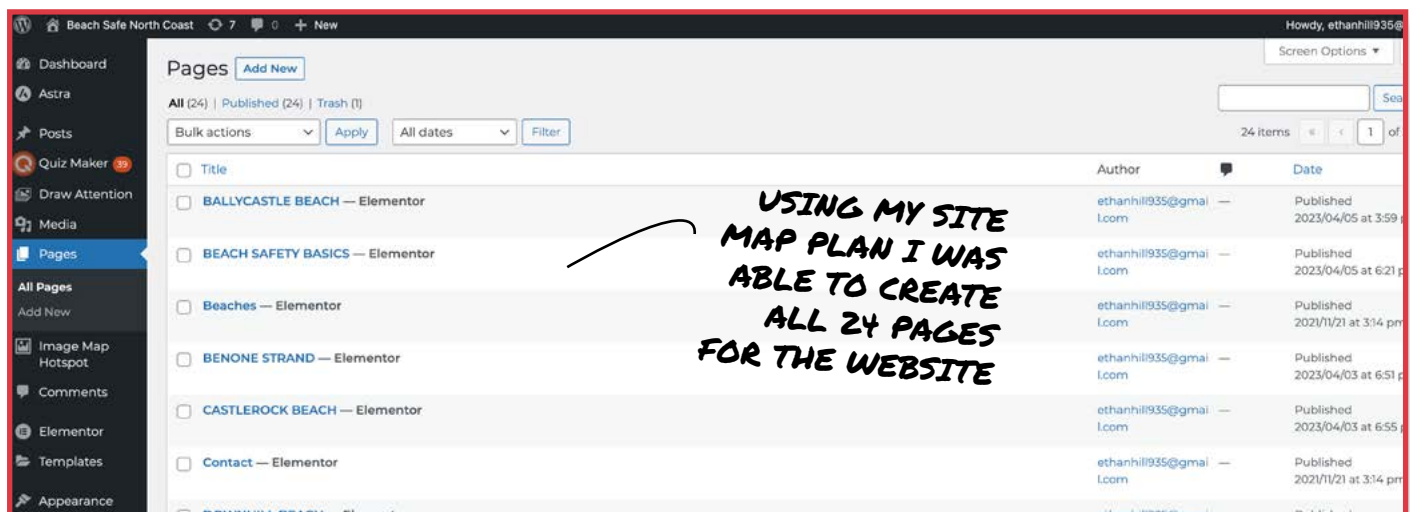 Beach Safe North Coast 7 0 + New Howdy, ethanhill935@
Screen Options ▼
Dashboard
Astra
Posts
Quiz Maker 39
Draw Attention
Media
Pages
All Pages
Add New
Image Map
Hotspot
Comments
Elementor
Templates
Appearance
Pages Add New
All (24) | Published (24) | Trash (1)
Bulk actions Apply All dates Filter 24 items « ‹ 1 of
Title Author Date
BALLYCASTLE BEACH — Elementor ethanhill935@gmai — Published
l.com 2023/04/05 at 3:59
BEACH SAFETY BASICS — Elementor ethanhill935@gmai — Published
l.com 2023/04/05 at 6:21
Beaches — Elementor ethanhill935@gmai — Published
l.com 2021/11/21 at 3:14 pm
BENONE STRAND — Elementor ethanhill935@gmai — Published
l.com 2023/04/03 at 6:51
CASTLEROCK BEACH — Elementor ethanhill935@gmai — Published
l.com 2023/04/03 at 6:55
Contact — Elementor ethanhill935@gmai — Published
l.com 2021/11/21 at 3:14 pm
USING MY SITE
MAP PLAN I WAS
ABLE TO CREATE
ALL 24 PAGES
FOR THE WEBSITE